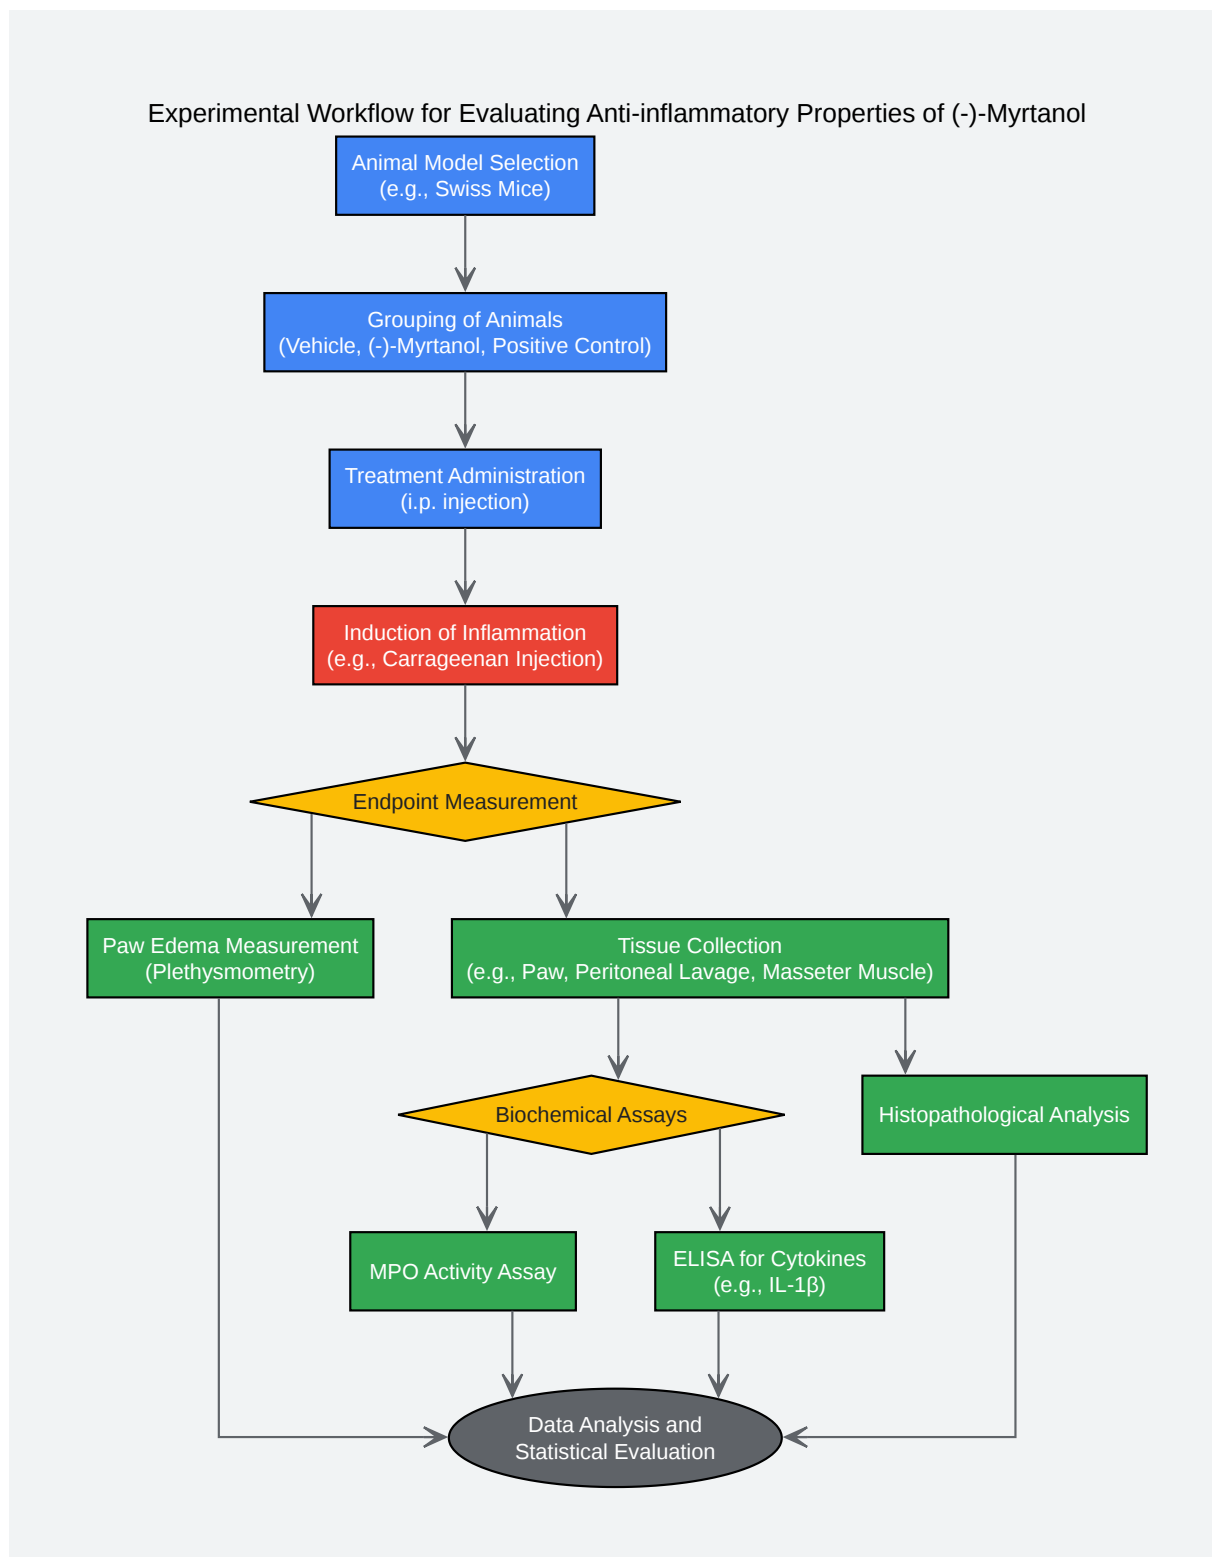 Experimental Workflow for Evaluating Anti-inflammatory Properties of (-)-Myrtanol
Animal Model Selection
(e.g., Swiss Mice)
Grouping of Animals
(Vehicle, (-)-Myrtanol, Positive Control)
Treatment Administration
(i.p. injection)
Induction of Inflammation
(e.g., Carrageenan Injection)
Endpoint Measurement
Paw Edema Measurement
(Plethysmometry)
Tissue Collection
(e.g., Paw, Peritoneal Lavage, Masseter Muscle)
Biochemical Assays
Histopathological Analysis
MPO Activity Assay
ELISA for Cytokines
(e.g., IL-1β)
Data Analysis and
Statistical Evaluation